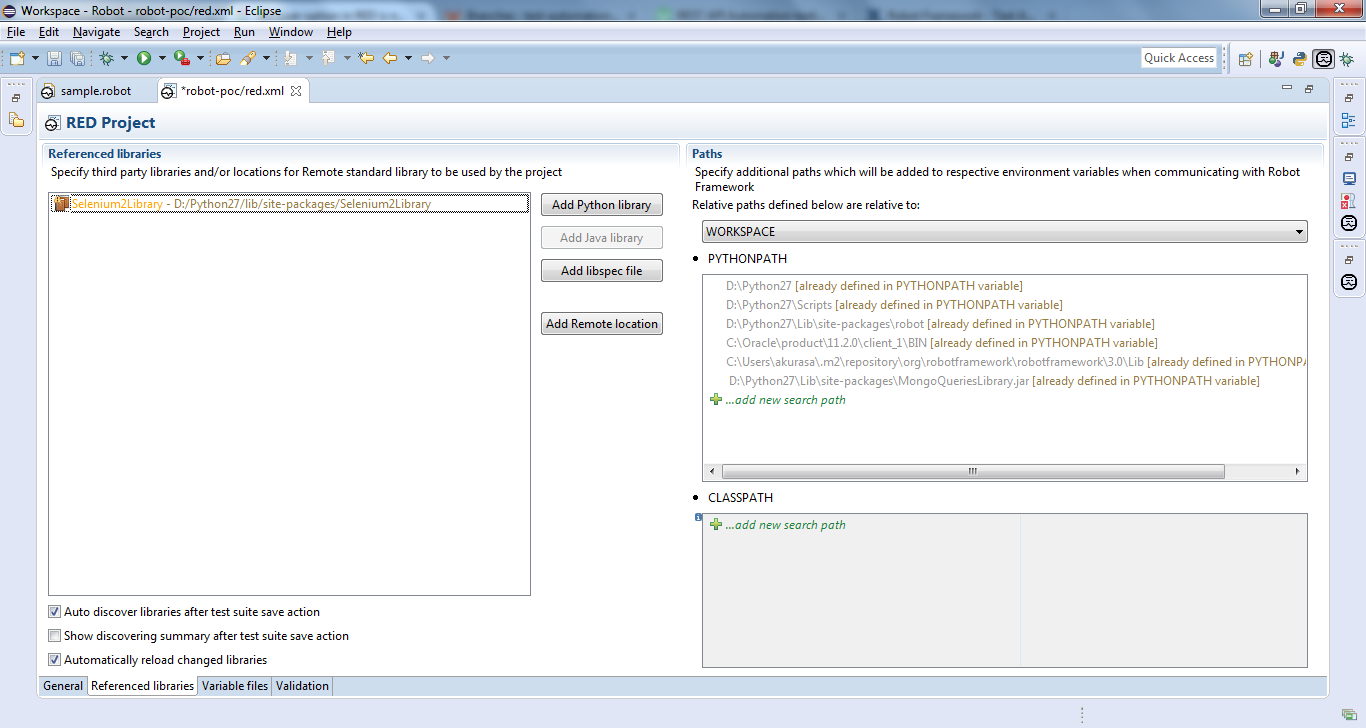 Workspace - Robot - robot-poc/red.xml - Eclipse
File Edit Navigate Search Project Run Window Help
Quick Access
sample.robot
*robot-poc/red.xml
RED Project
Referenced libraries
Specify third party libraries and/or locations for Remote standard library to be used by the project
Selenium2Library - D:/Python27/lib/site-packages/Selenium2Library
Add Python library
Add Java library
Add libspec file
Add Remote location
Auto discover libraries after test suite save action
Show discovering summary after test suite save action
Automatically reload changed libraries
Paths
Specify additional paths which will be added to respective environment variables when communicating with Robot
Framework
Relative paths defined below are relative to:
WORKSPACE
PYTHONPATH
D:\Python27 [already defined in PYTHONPATH variable]
D:\Python27\Scripts [already defined in PYTHONPATH variable]
D:\Python27\Lib\site-packages\robot [already defined in PYTHONPATH variable]
C:\Oracle\product\11.2.0\client_1\BIN [already defined in PYTHONPATH variable]
C:\Users\akurasa\.m2\repository\org\robotframework\robotframework\3.0\Lib [already defined in PYTHONPA
D:\Python27\Lib\site-packages\MongoQueriesLibrary.jar [already defined in PYTHONPATH variable]
...add new search path
CLASSPATH
...add new search path
General Referenced libraries Variable files Validation